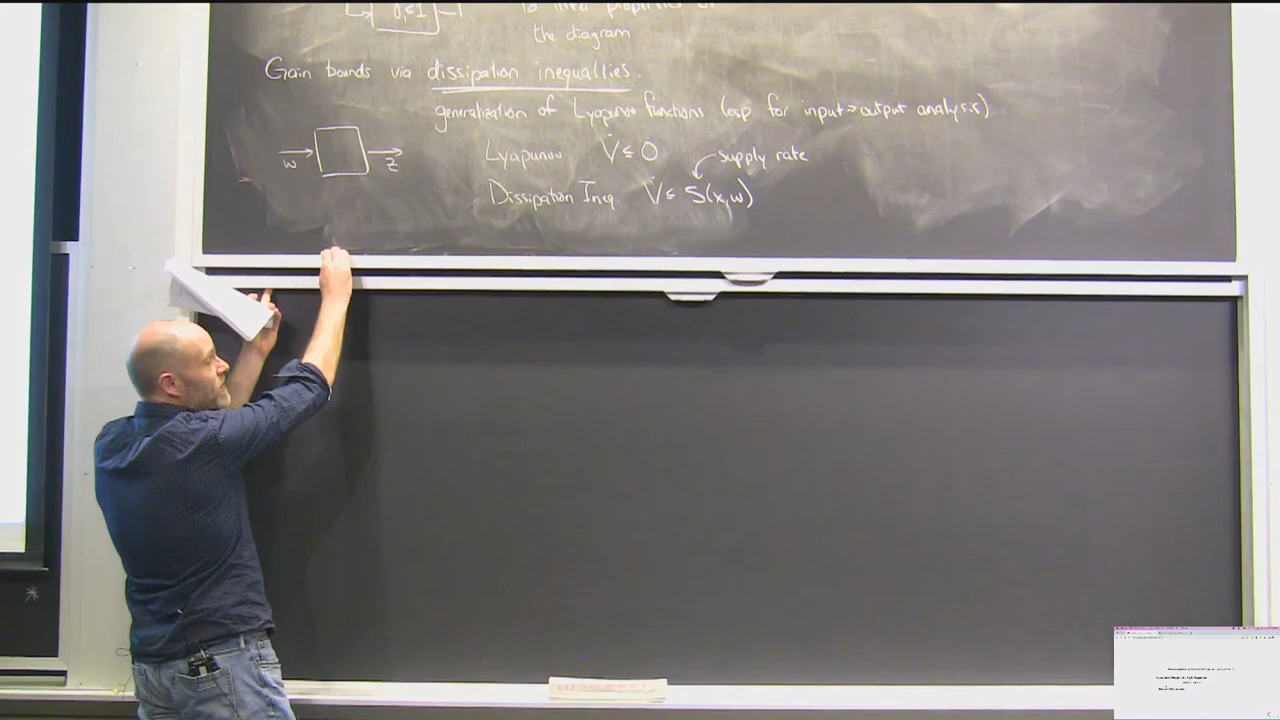 0,≤1
the diagram
Gain bounds via dissipation inequalities.
generalization of Lyapunov functions (esp for input→output analysis)
w z
Lyapunov V̇ ≤ 0
supply rate
Dissipation Ineq. V̇ ≤ S(x,w)